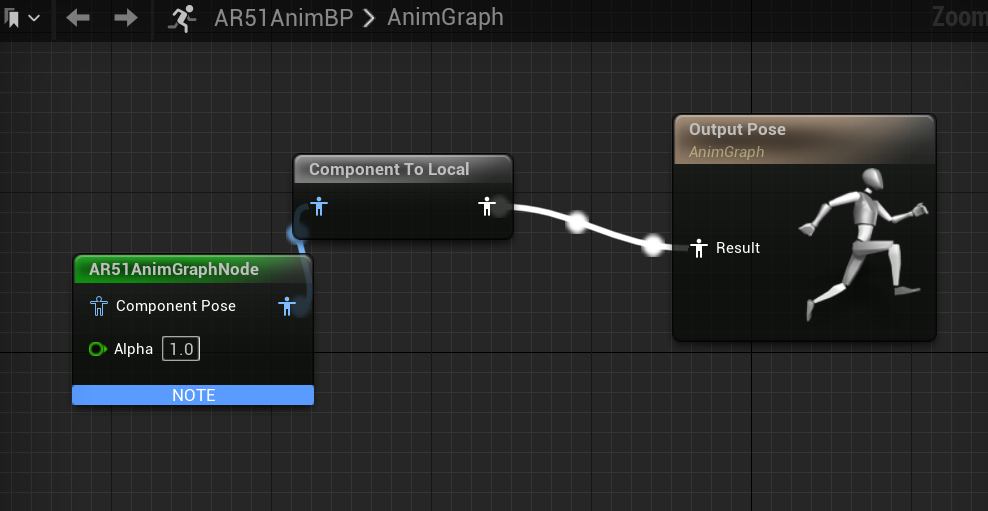 AR51AnimBP > AnimGraph
Zoom
Output Pose
AnimGraph
Component To Local
Result
AR51AnimGraphNode
Component Pose
Alpha 1.0
NOTE